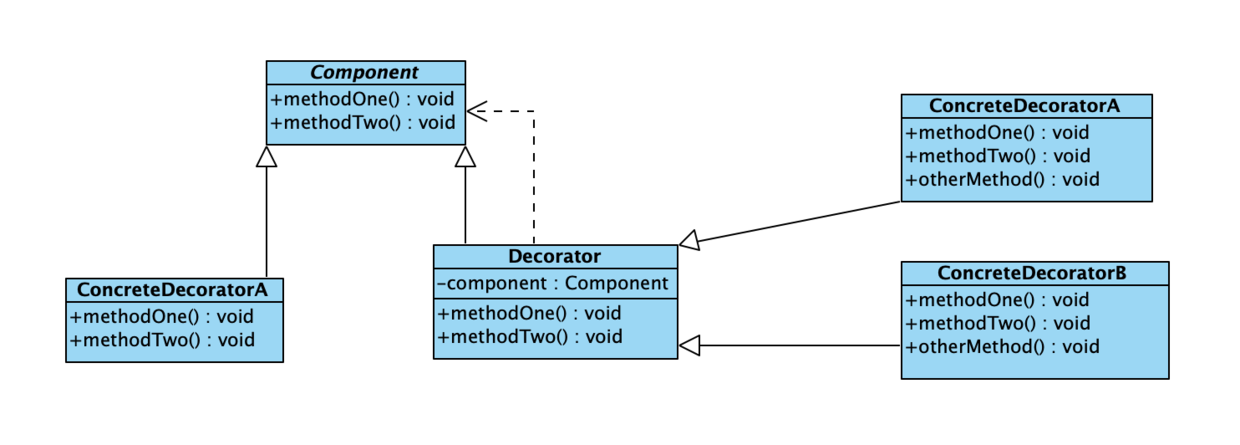 Component
+methodOne() : void
+methodTwo() : void
ConcreteDecoratorA
+methodOne() : void
+methodTwo() : void
Decorator
-component : Component
+methodOne() : void
+methodTwo() : void
ConcreteDecoratorA
+methodOne() : void
+methodTwo() : void
+otherMethod() : void
ConcreteDecoratorB
+methodOne() : void
+methodTwo() : void
+otherMethod() : void